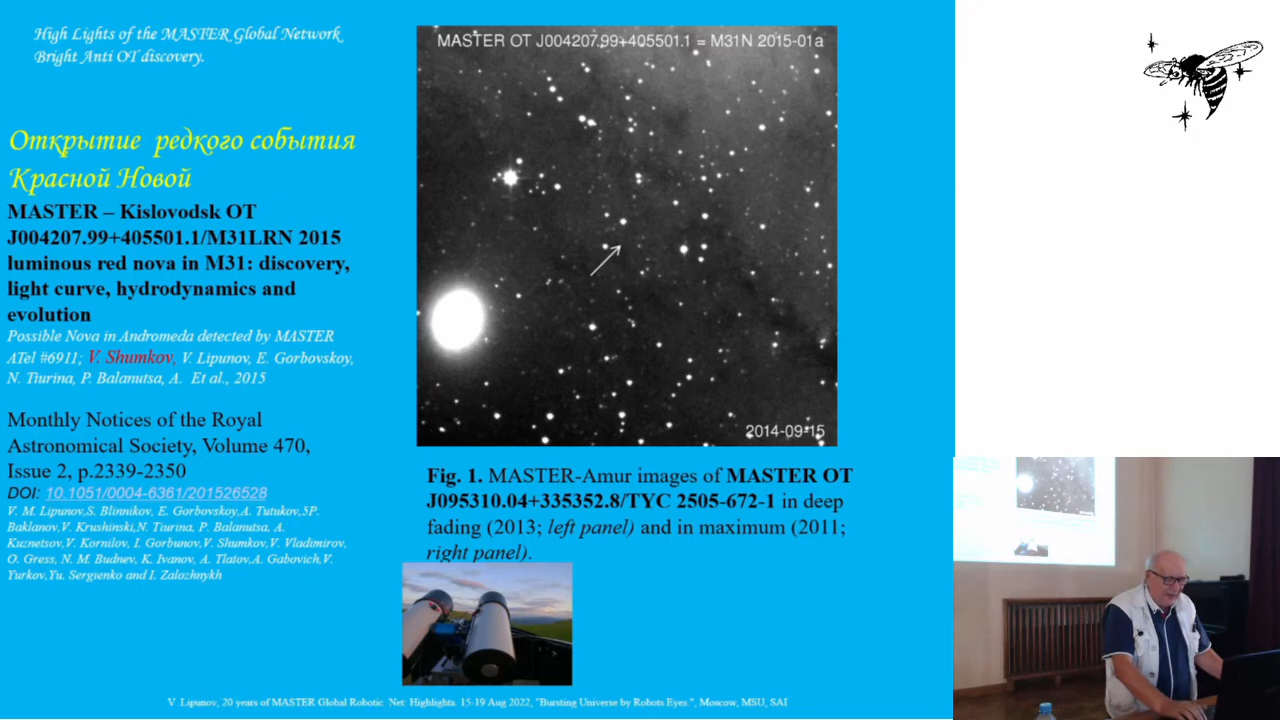 High Lights of the MASTER Global Network
Bright Anti OT discovery.
Открытие редкого события
Красной Новой
MASTER – Kislovodsk OT
J004207.99+405501.1/M31LRN 2015
luminous red nova in M31: discovery,
light curve, hydrodynamics and
evolution
Possible Nova in Andromeda detected by MASTER
ATel #6911; V. Shumkov, V. Lipunov, E. Gorbovskoy,
N. Tiurina, P. Balanutsa, A. Et al., 2015
Monthly Notices of the Royal
Astronomical Society, Volume 470,
Issue 2, p.2339-2350
DOI: 10.1051/0004-6361/201526528
V. M. Lipunov,S. Blinnikov, E. Gorbovskoy,A. Tutukov,5P.
Baklanov,V. Krushinski,N. Tiurina, P. Balanutsa, A.
Kuznetsov,V. Kornilov, I. Gorbunov,V. Shumkov,V. Vladimirov,
O. Gress, N. M. Budnev, K. Ivanov, A. Tlatov,A. Gabovich,V.
Yurkov,Yu. Sergienko and I. Zalozhnykh
MASTER OT J004207.99+405501.1 = M31N 2015-01a
2014-09-15
Fig. 1. MASTER-Amur images of MASTER OT
J095310.04+335352.8/TYC 2505-672-1 in deep
fading (2013; left panel) and in maximum (2011;
right panel).
V .Lipunov, 20 years of MASTER Global Robotic Net: Highlights. 15-19 Aug 2022, "Bursting Universe by Robots Eyes.", Moscow, MSU, SAI